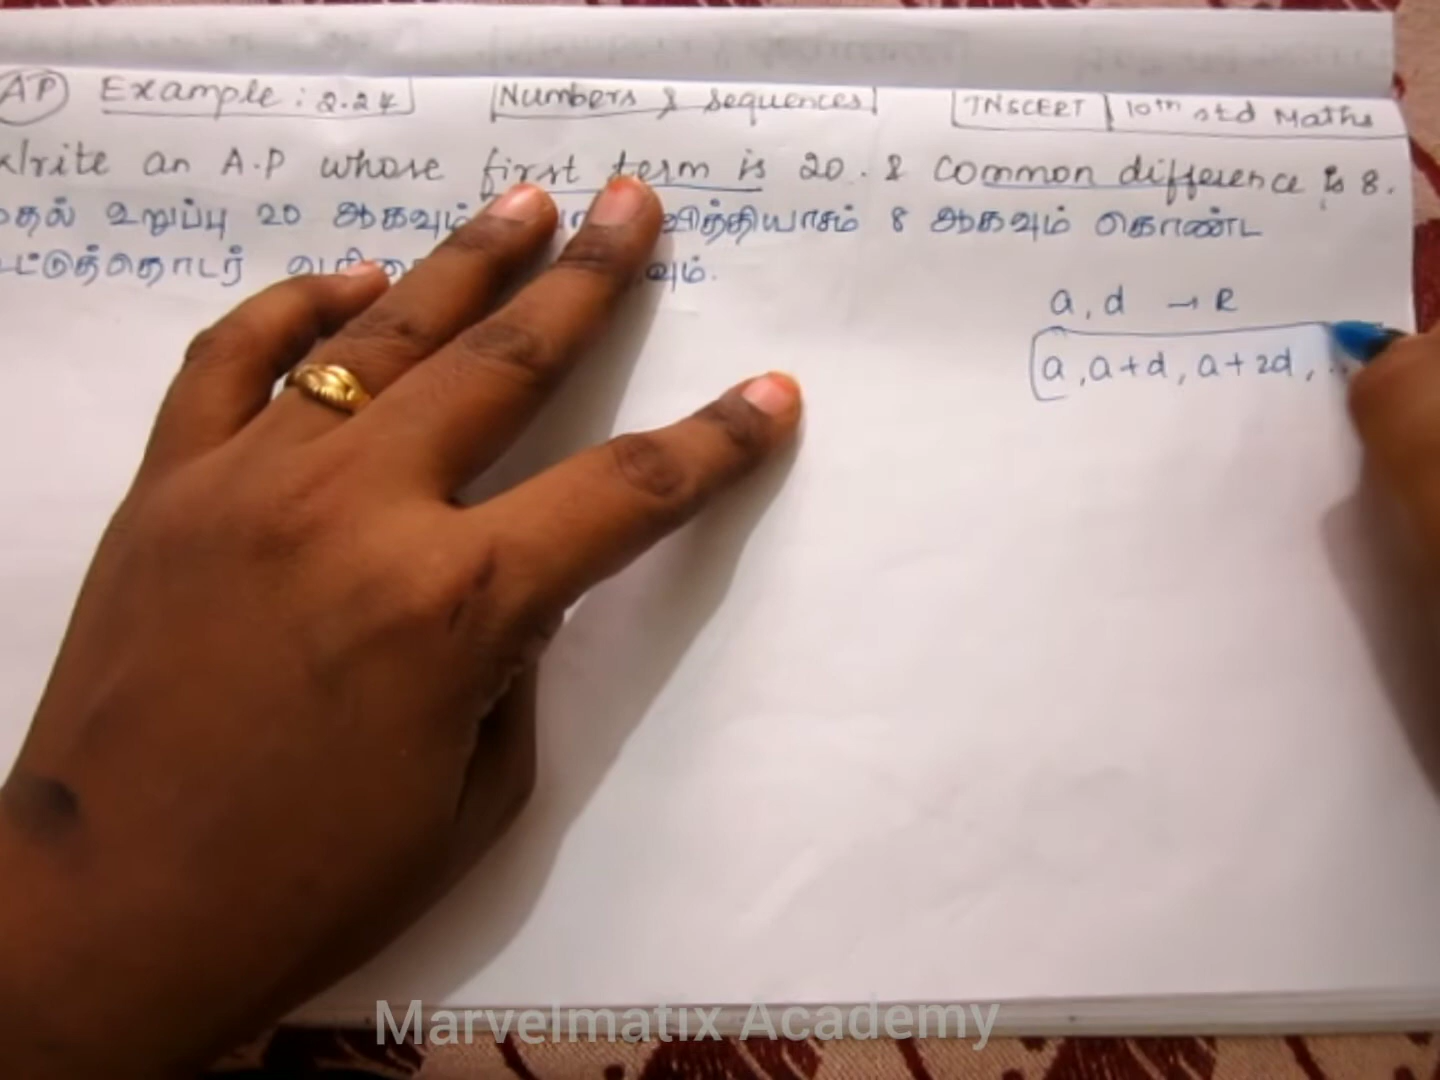 AP Example : 2.24 Numbers & Sequences TNSCERT 10th std Maths
Write an A.P whose first term is 20 . & common difference is 8.
உறுப்பு 20 ஆகவும் வித்தியாசம் 8 ஆகவும் கொண்ட
a , d → R
a , a + d , a + 2d , ..
Marvelmatix Academy